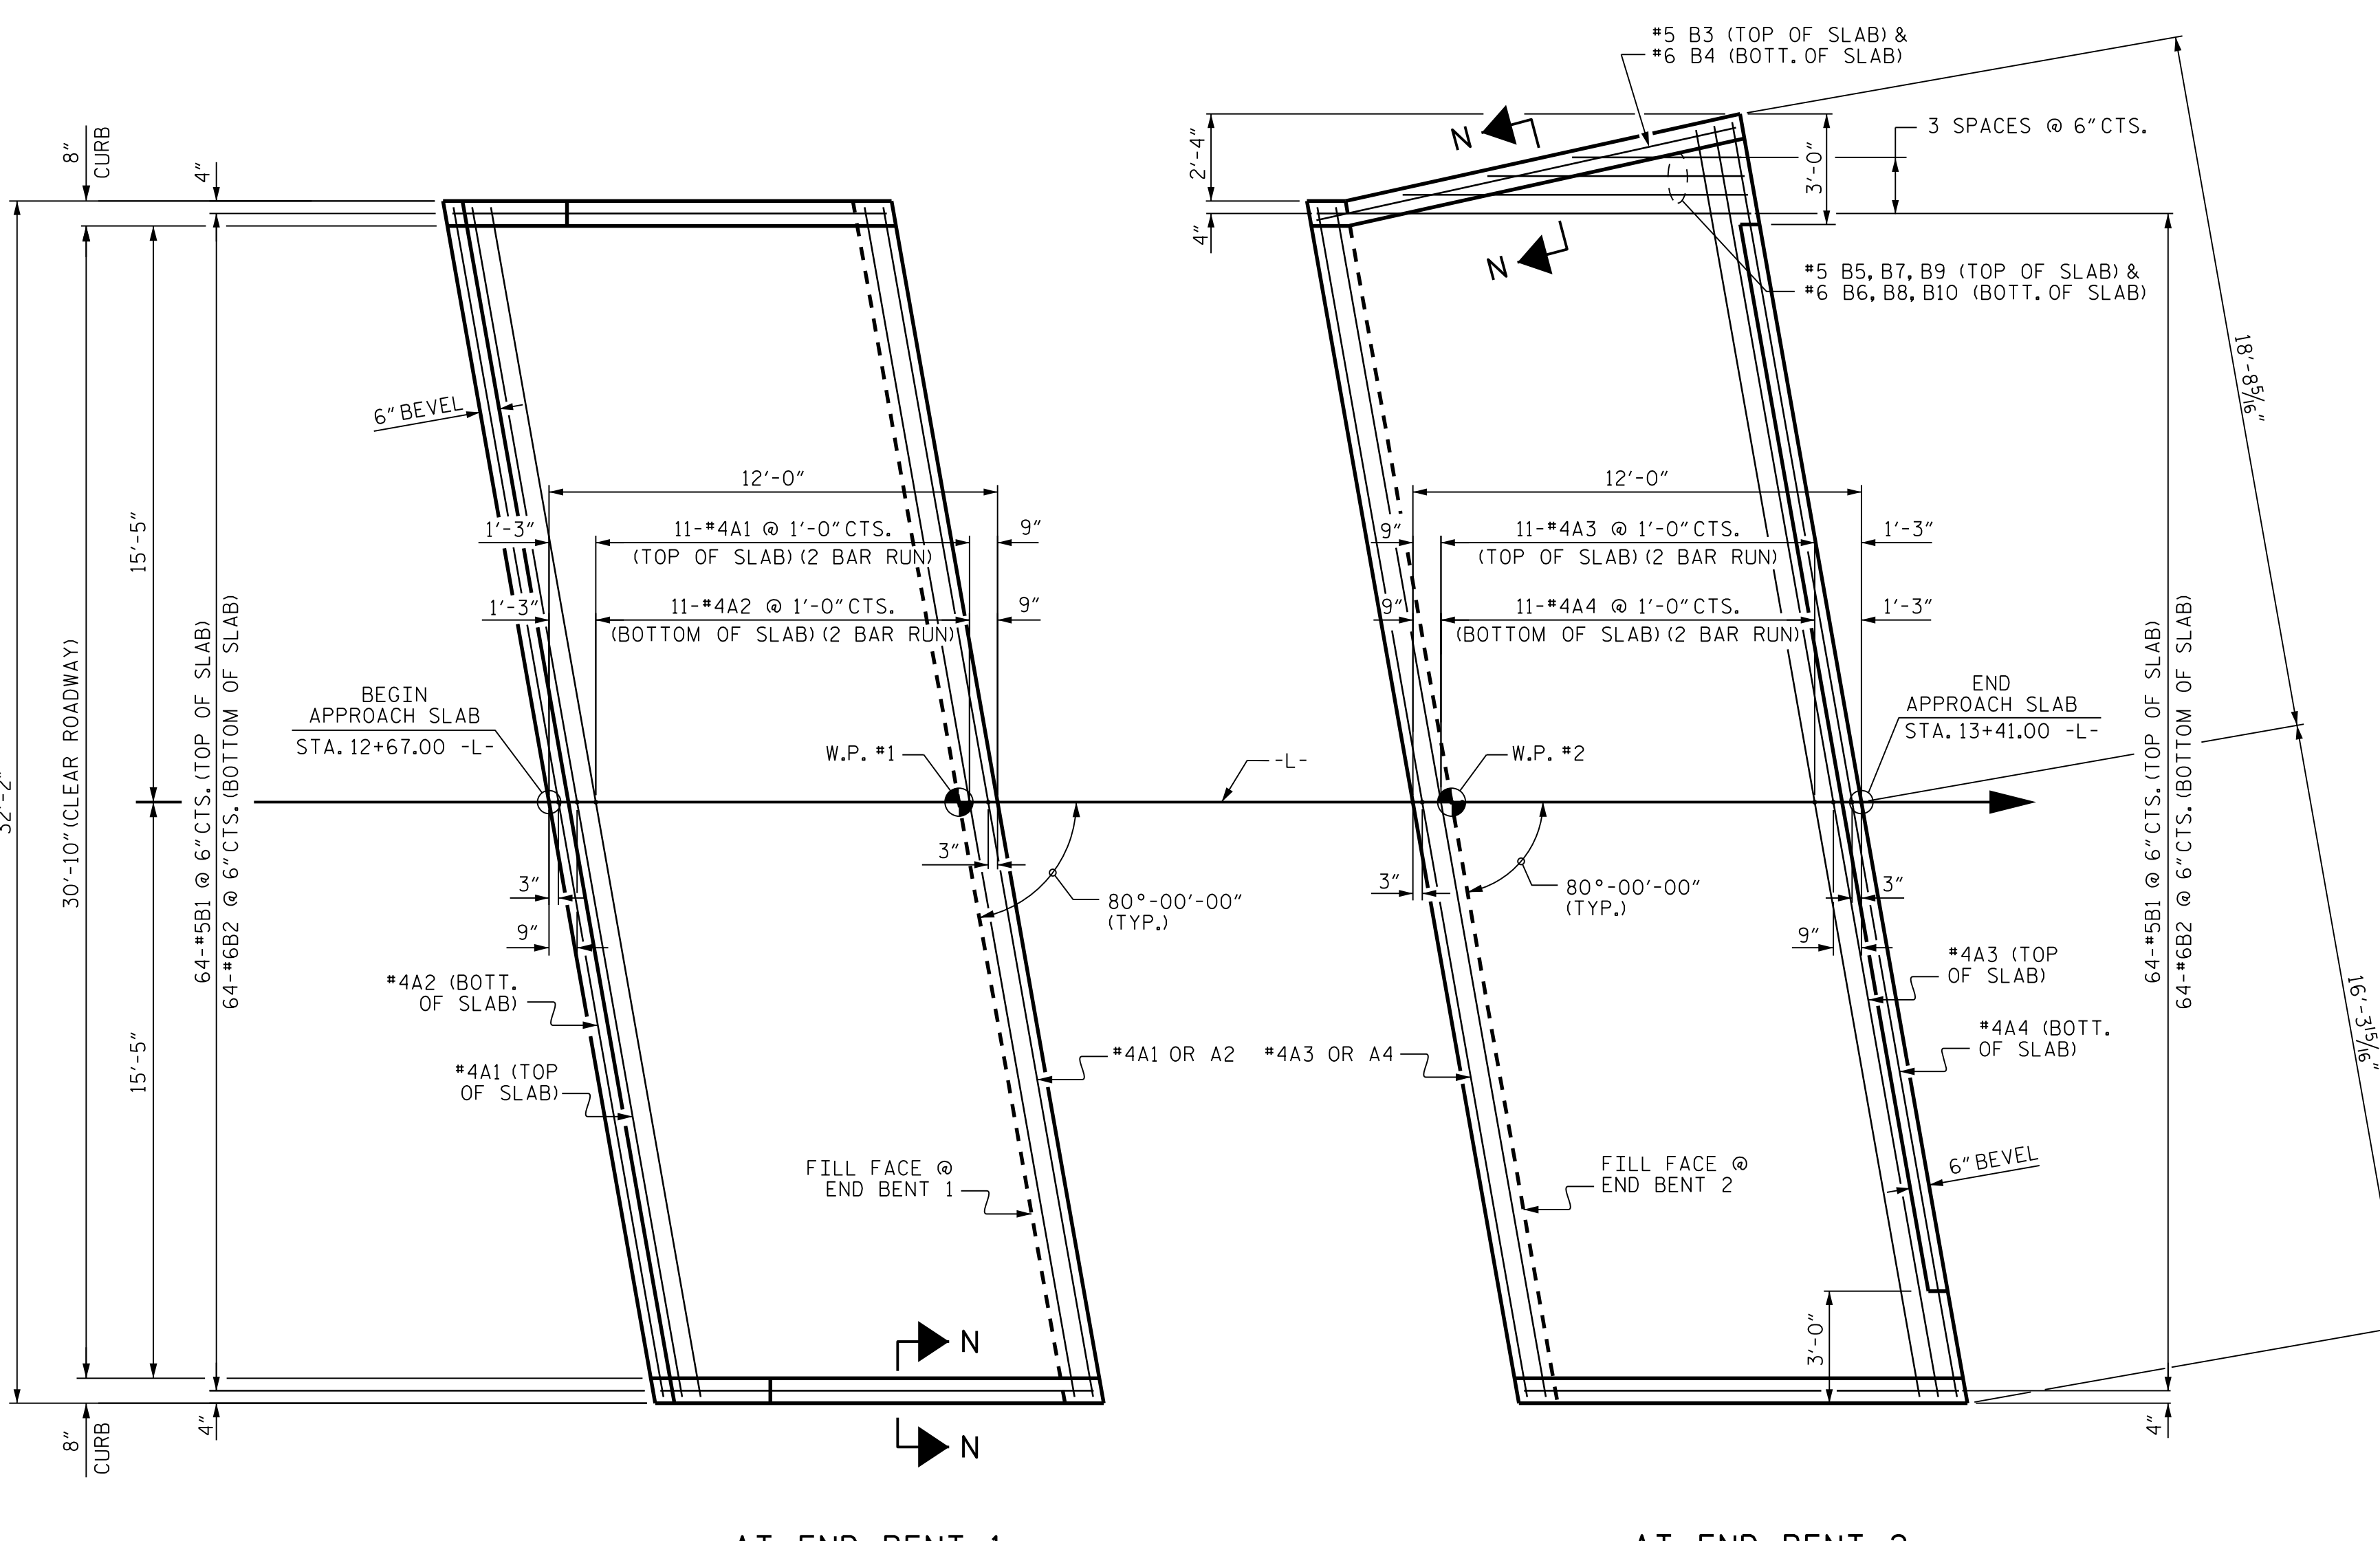 #5 B3 (TOP OF SLAB) &
#6 B4 (BOTT. OF SLAB)
8"
CURB
4"
2'-4"
4"
N
N
3'-0"
3 SPACES @ 6" CTS.
#5 B5, B7, B9 (TOP OF SLAB) &
#6 B6, B8, B10 (BOTT. OF SLAB)
18'-8 5/16"
6" BEVEL
12'-0"
12'-0"
1'-3"
11-#4A1 @ 1'-0" CTS.
(TOP OF SLAB) (2 BAR RUN)
9"
9"
11-#4A3 @ 1'-0" CTS.
(TOP OF SLAB) (2 BAR RUN)
1'-3"
1'-3"
11-#4A2 @ 1'-0" CTS.
(BOTTOM OF SLAB) (2 BAR RUN)
9"
9"
11-#4A4 @ 1'-0" CTS.
(BOTTOM OF SLAB) (2 BAR RUN)
1'-3"
15'-5"
32'-2"
30'-10" (CLEAR ROADWAY)
64-#5B1 @ 6" CTS. (TOP OF SLAB)
64-#6B2 @ 6" CTS. (BOTTOM OF SLAB)
BEGIN
APPROACH SLAB
STA. 12+67.00 -L-
W.P. #1
-L-
W.P. #2
END
APPROACH SLAB
STA. 13+41.00 -L-
64-#5B1 @ 6" CTS. (TOP OF SLAB)
64-#6B2 @ 6" CTS. (BOTTOM OF SLAB)
3"
3"
80°-00'-00"
(TYP.)
3"
80°-00'-00"
(TYP.)
3"
9"
9"
#4A2 (BOTT.
OF SLAB)
#4A3 (TOP
OF SLAB)
15'-5"
#4A1 (TOP
OF SLAB)
#4A1 OR A2
#4A3 OR A4
#4A4 (BOTT.
OF SLAB)
16'-3 15/16"
FILL FACE @
END BENT 1
FILL FACE @
END BENT 2
6" BEVEL
3'-0"
N
N
8"
CURB
4"
4"
AT END BENT 1
AT END BENT 2